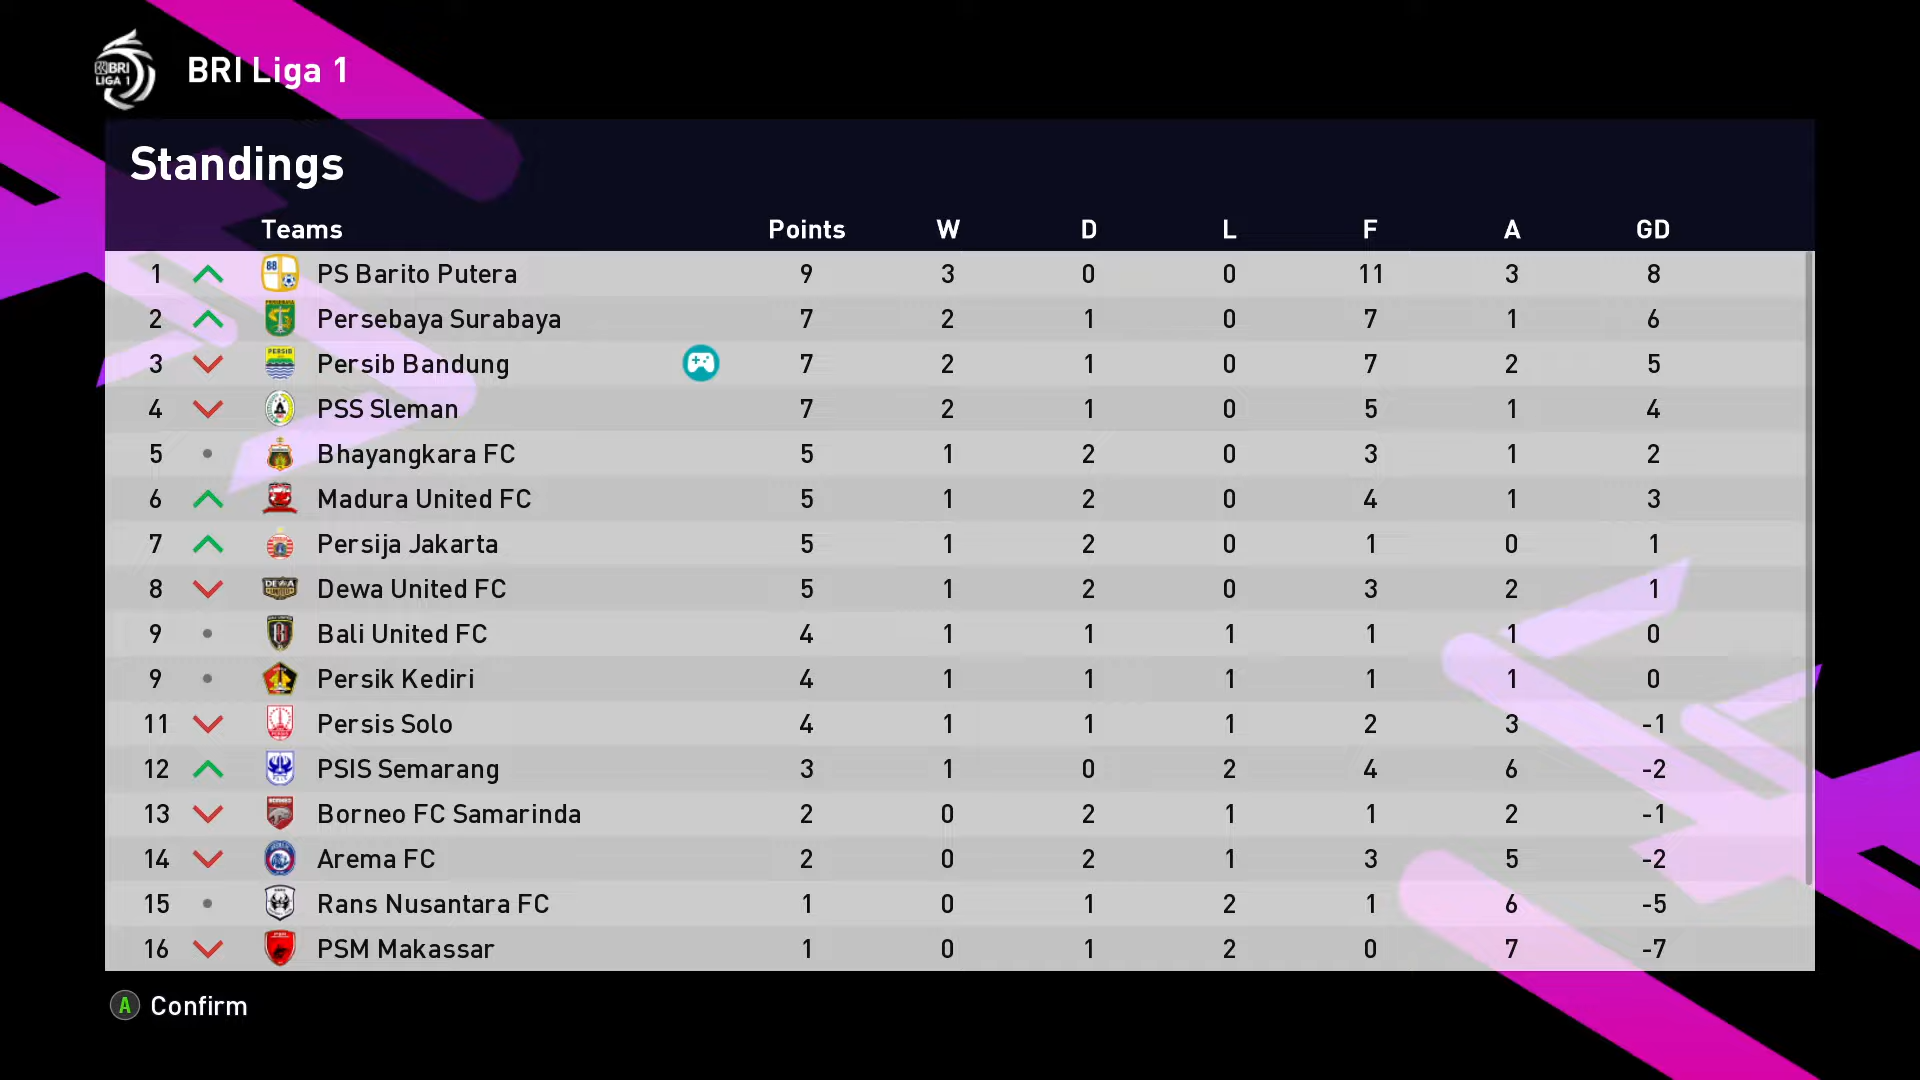 BRI
LIGA 1
BRI Liga 1
Standings
Teams Points W D L F A GD
1 PS Barito Putera 9 3 0 0 11 3 8
2 Persebaya Surabaya 7 2 1 0 7 1 6
3 Persib Bandung 7 2 1 0 7 2 5
4 PSS Sleman 7 2 1 0 5 1 4
5 Bhayangkara FC 5 1 2 0 3 1 2
6 Madura United FC 5 1 2 0 4 1 3
7 Persija Jakarta 5 1 2 0 1 0 1
8 Dewa United FC 5 1 2 0 3 2 1
9 Bali United FC 4 1 1 1 1 1 0
9 Persik Kediri 4 1 1 1 1 1 0
11 Persis Solo 4 1 1 1 2 3 -1
12 PSIS Semarang 3 1 0 2 4 6 -2
13 Borneo FC Samarinda 2 0 2 1 1 2 -1
14 Arema FC 2 0 2 1 3 5 -2
15 Rans Nusantara FC 1 0 1 2 1 6 -5
16 PSM Makassar 1 0 1 2 0 7 -7
A Confirm